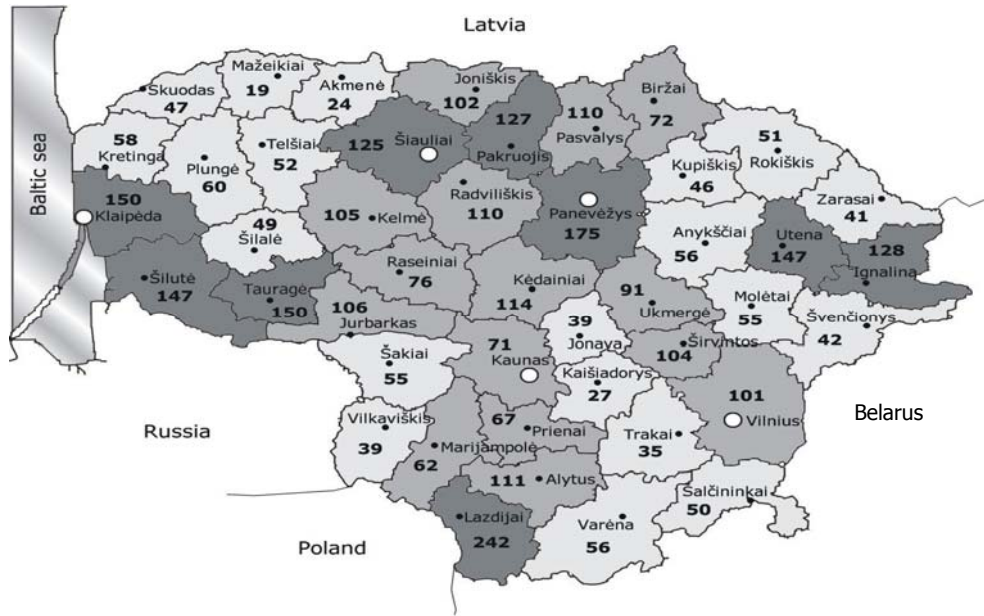 Latvia
Baltic sea
Mažeikiai
19
Akmenė
24
Joniškis
102
Skuodas
47
Biržai
72
127
Pakruojis
110
Pasvalys
125
Šiauliai
58
Kretinga
Plungė
60
Telšiai
52
51
Rokiškis
Kupiškis
46
Radviliškis
110
150
Klaipėda
105
Kelmė
Panevėžys
175
Zarasai
41
49
Šilalė
Anykščiai
56
Utena
147
128
Ignalina
Šilutė
147
Tauragė
150
Raseiniai
76
Kėdainiai
114
91
Ukmergė
Molėtai
55
Švenčionys
42
106
Jurbarkas
39
Jonava
71
Kaunas
104
Širvintos
Šakiai
55
Kaišiadorys
27
101
Vilnius
Belarus
Russia
Vilkaviškis
39
67
Prienai
Marijampolė
62
Trakai
35
111
Alytus
Šalčininkai
50
Lazdijai
242
Varėna
56
Poland